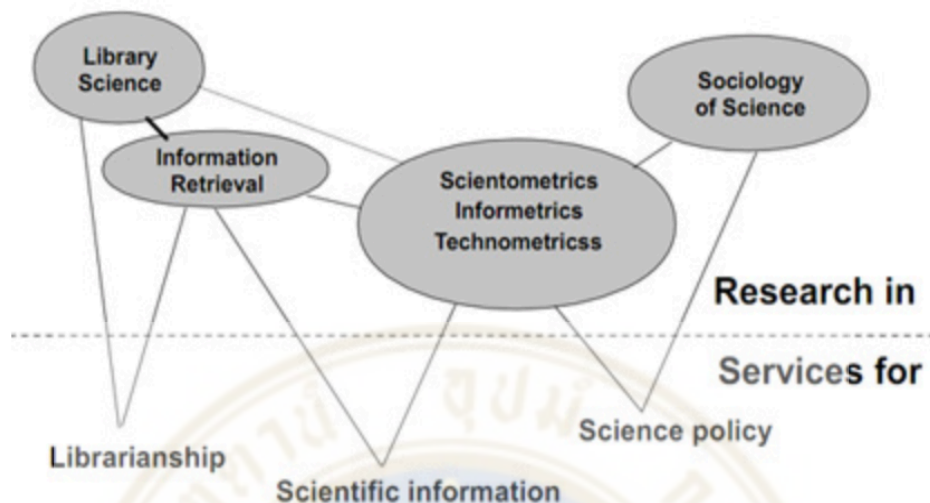 Library
Science
Sociology
of Science
Information
Retrieval
Scientometrics
Informetrics
Technometricss
Research in
Services for
Science policy
Librarianship
Scientific information